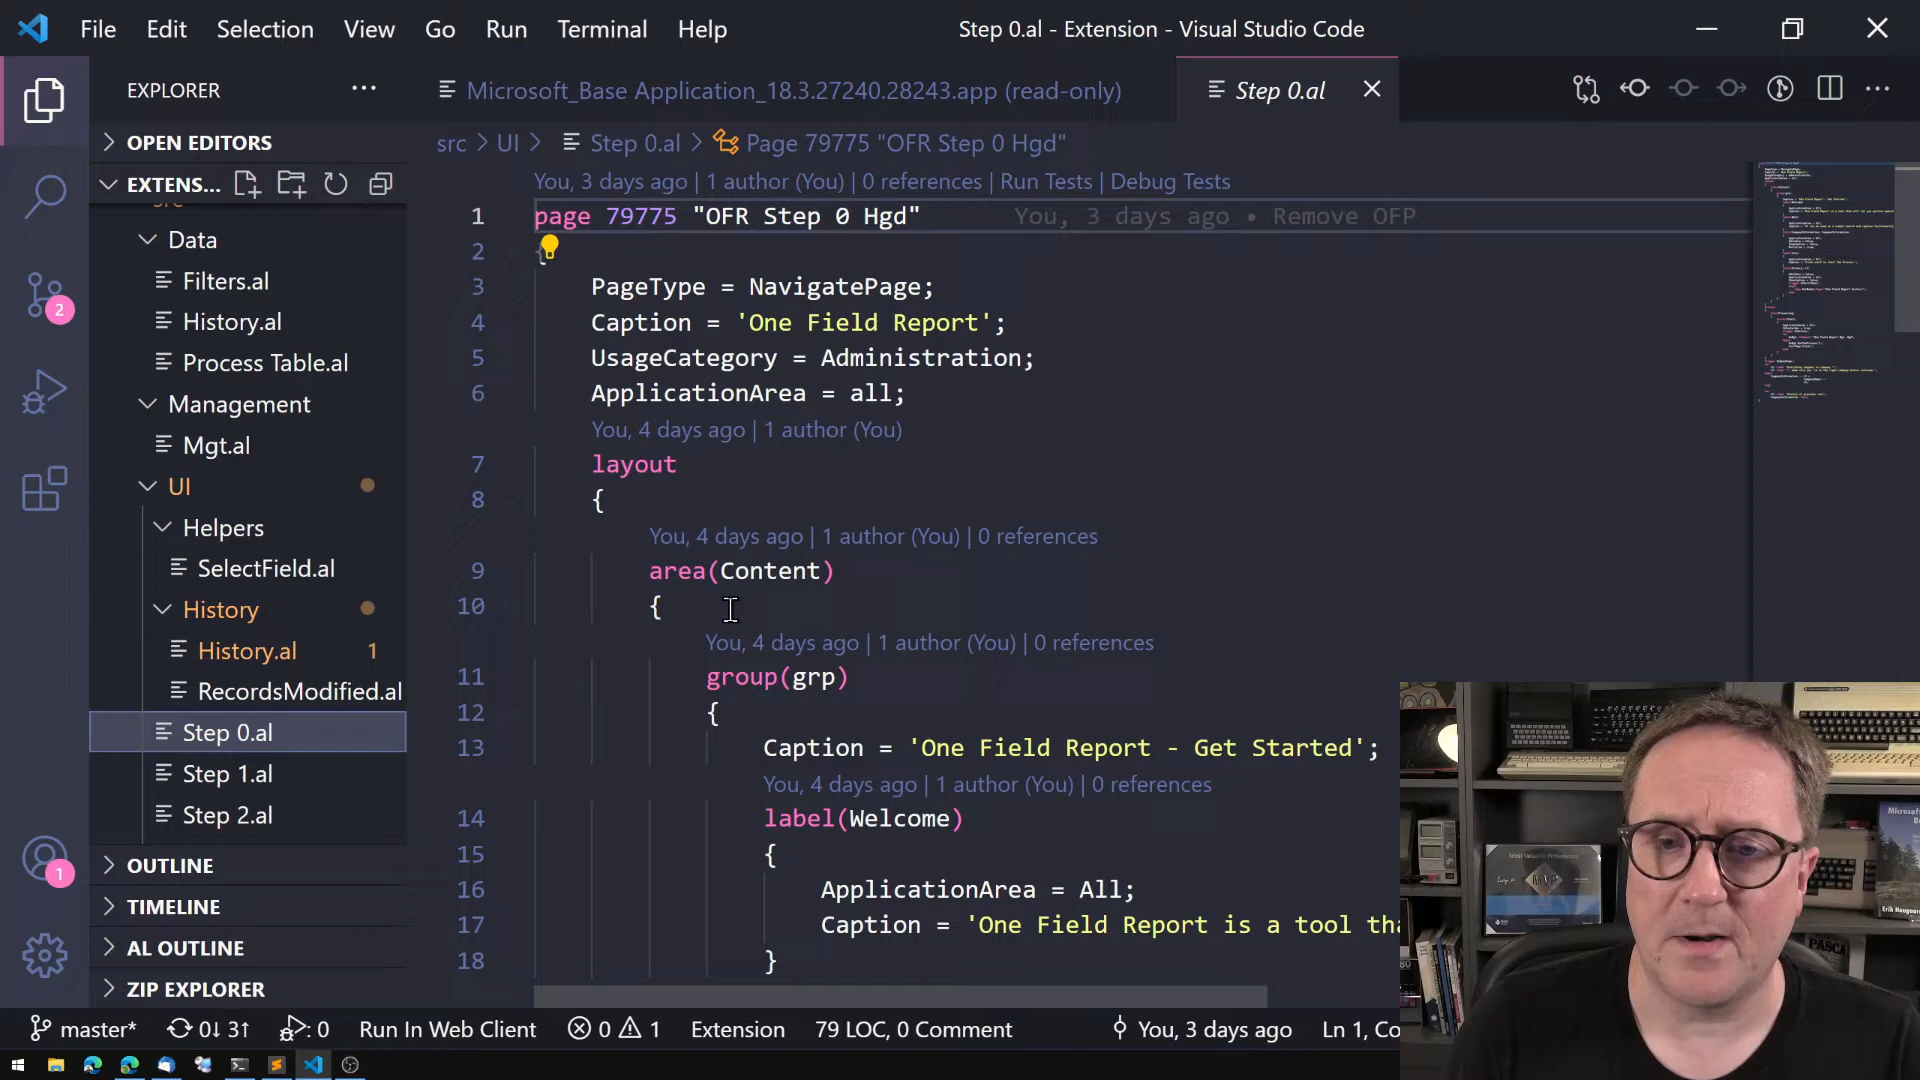 File Edit Selection View Go Run Terminal Help
Step 0.al - Extension - Visual Studio Code
EXPLORER
OPEN EDITORS
EXTENS...
src
Data
Filters.al
History.al
Process Table.al
Management
Mgt.al
UI
Helpers
SelectField.al
History
History.al 1
RecordsModified.al
Step 0.al
Step 1.al
Step 2.al
OUTLINE
TIMELINE
AL OUTLINE
ZIP EXPLORER
2
1
Microsoft_Base Application_18.3.27240.28243.app (read-only)
Step 0.al
src > UI > Step 0.al > Page 79775 "OFR Step 0 Hgd"
You, 3 days ago | 1 author (You) | 0 references | Run Tests | Debug Tests
1 page 79775 "OFR Step 0 Hgd" You, 3 days ago • Remove OFP
2 {
3 PageType = NavigatePage;
4 Caption = 'One Field Report';
5 UsageCategory = Administration;
6 ApplicationArea = all;
You, 4 days ago | 1 author (You)
7 layout
8 {
You, 4 days ago | 1 author (You) | 0 references
9 area(Content)
10 {
You, 4 days ago | 1 author (You) | 0 references
11 group(grp)
12 {
13 Caption = 'One Field Report - Get Started';
You, 4 days ago | 1 author (You) | 0 references
14 label(Welcome)
15 {
16 ApplicationArea = All;
17 Caption = 'One Field Report is a tool tha
18 }
master* 0↓ 3↑ : 0 Run In Web Client 0 1 Extension 79 LOC, 0 Comment You, 3 days ago Ln 1, Co